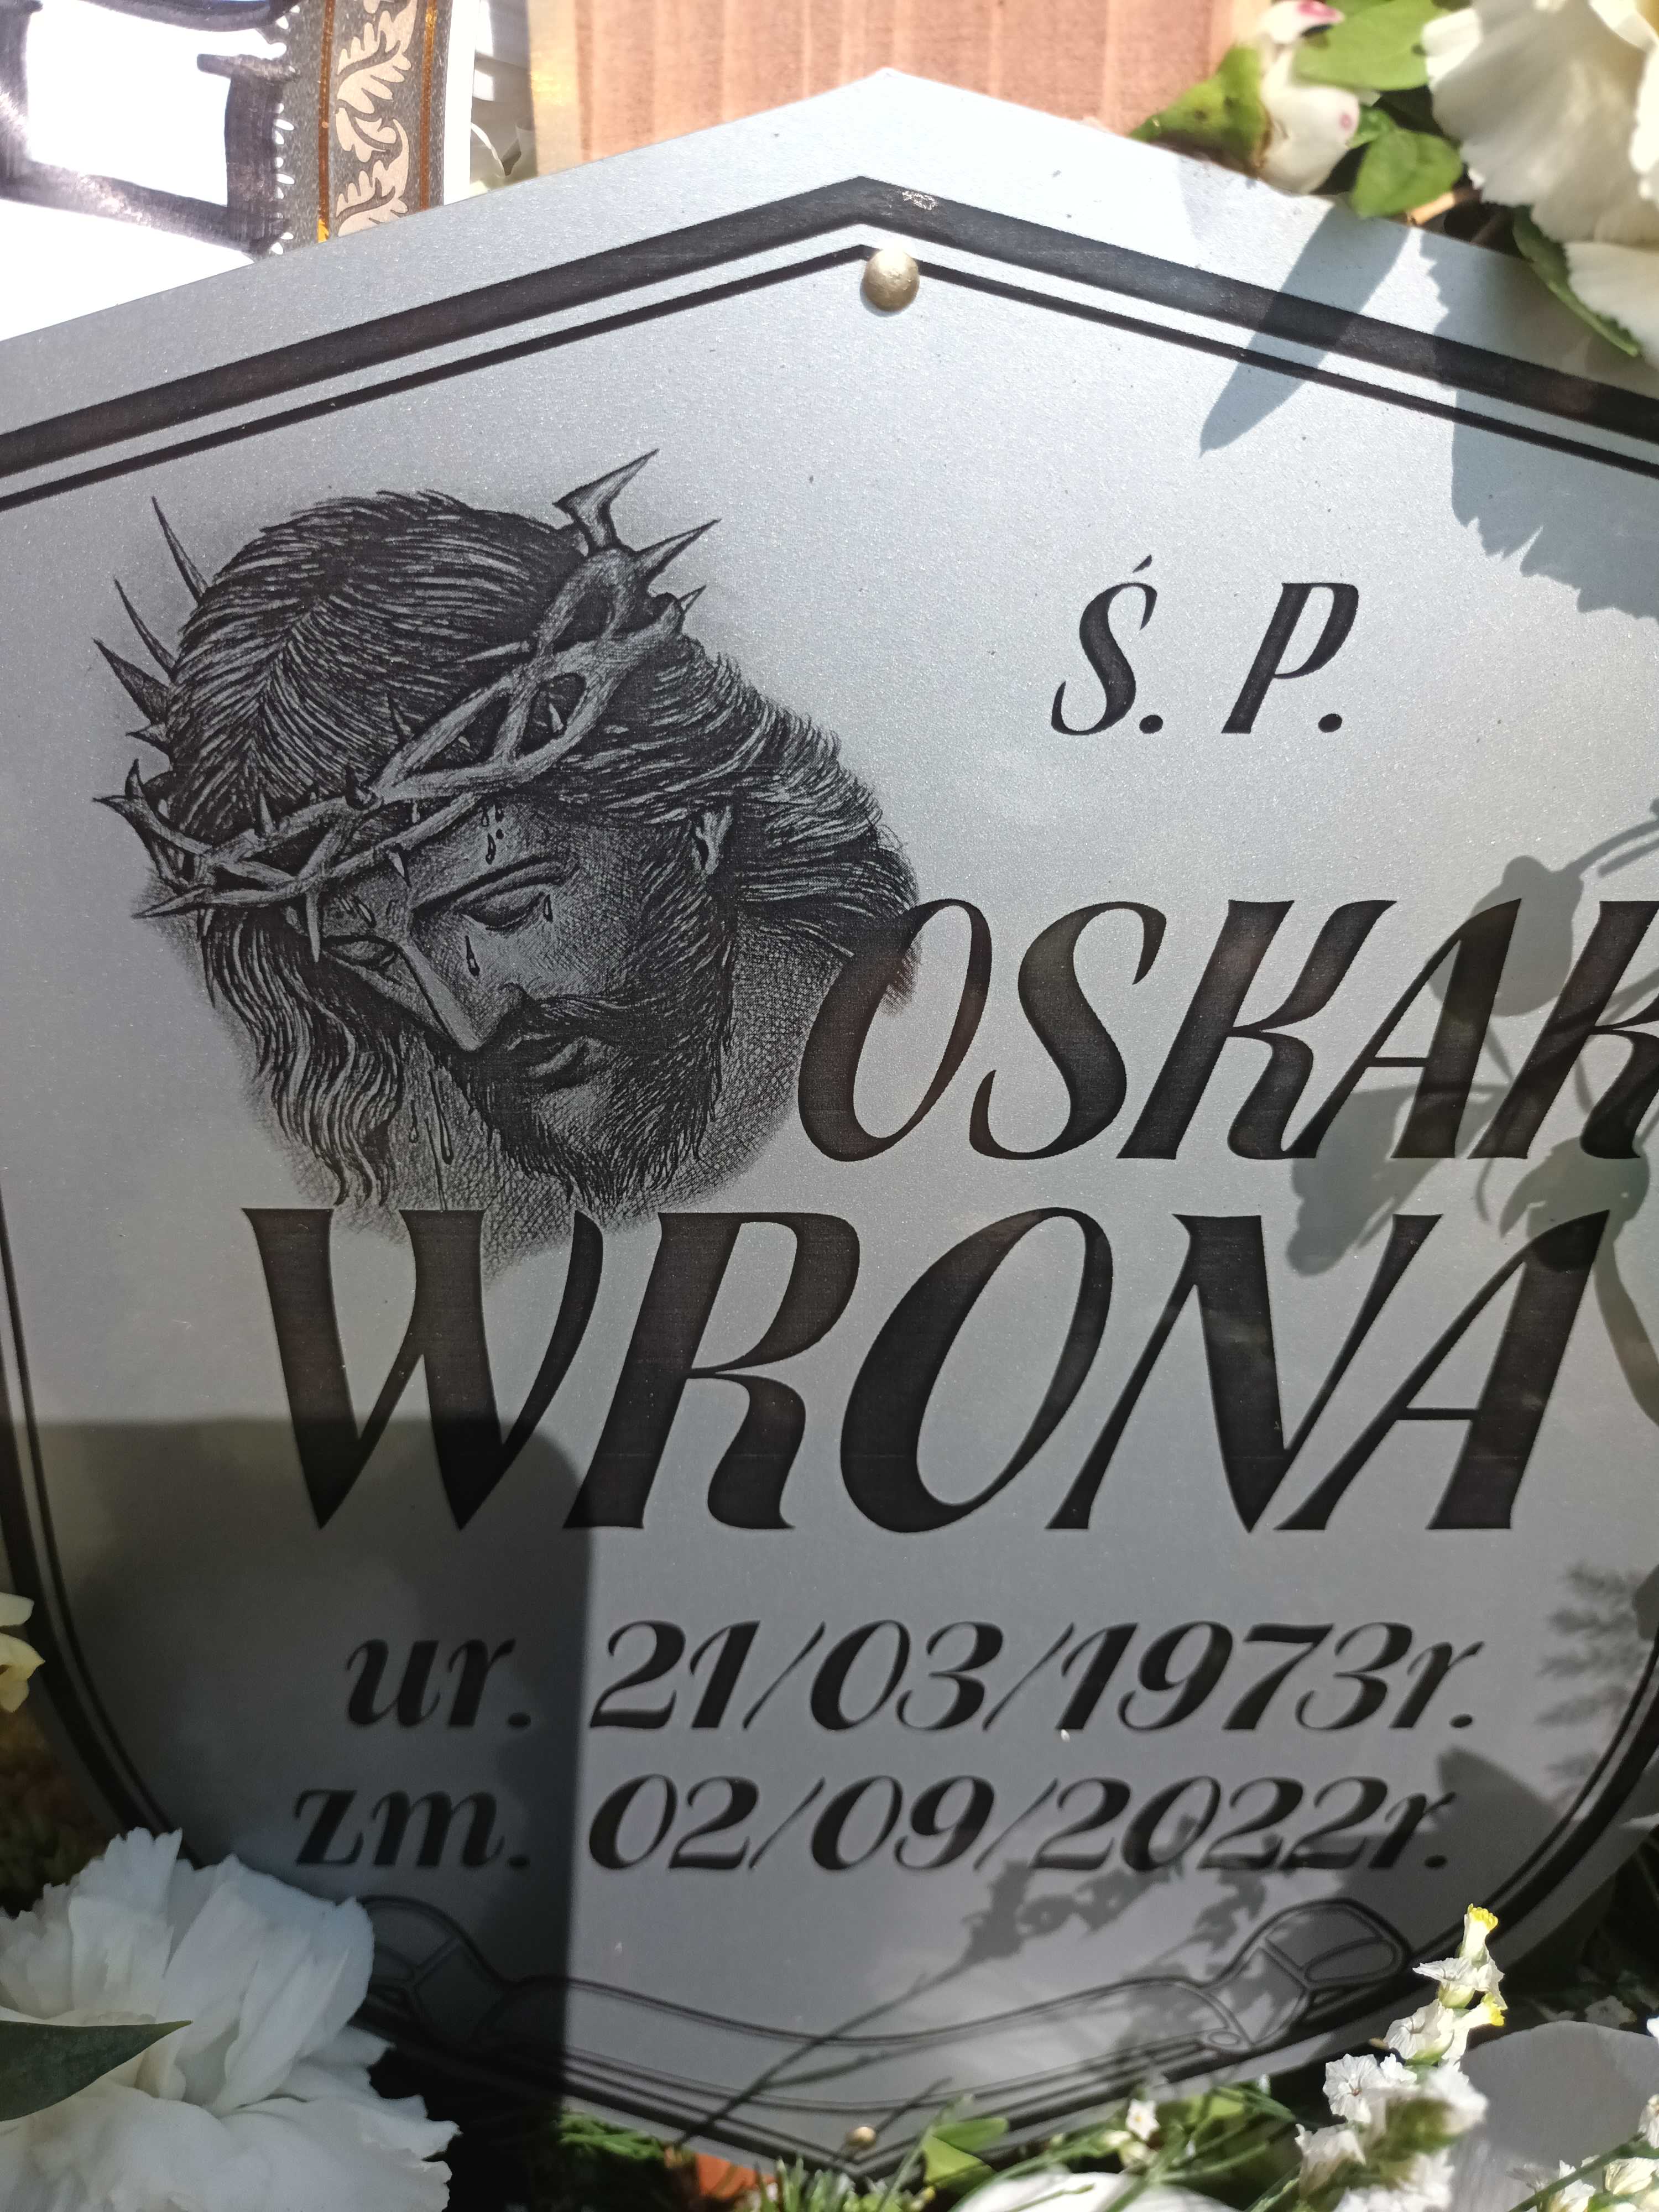 Ś. P.
OSKAR
WRONA
ur. 21/03/1973r.
zm. 02/09/2022r.